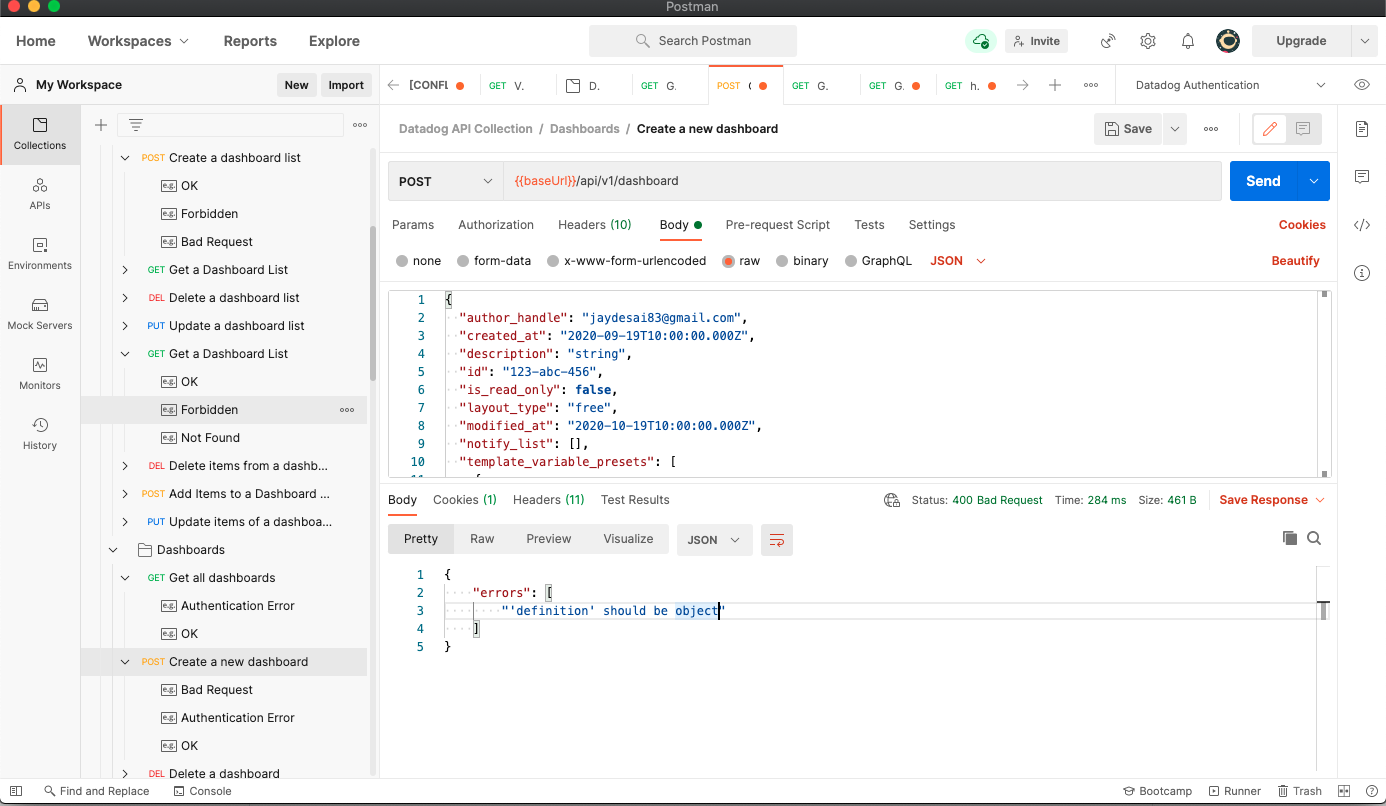 Postman
Home Workspaces Reports Explore Search Postman Invite Upgrade
My Workspace New Import
[CONFL GET V. D. GET G. POST GET G. GET G. GET h. Datadog Authentication
Collections
APIs
Environments
Mock Servers
Monitors
History
POST Create a dashboard list
e.g. OK
e.g. Forbidden
e.g. Bad Request
GET Get a Dashboard List
DEL Delete a dashboard list
PUT Update a dashboard list
GET Get a Dashboard List
e.g. OK
e.g. Forbidden
e.g. Not Found
DEL Delete items from a dashb...
POST Add Items to a Dashboard ...
PUT Update items of a dashboa...
Dashboards
GET Get all dashboards
e.g. Authentication Error
e.g. OK
POST Create a new dashboard
e.g. Bad Request
e.g. Authentication Error
e.g. OK
DEL Delete a dashboard
Datadog API Collection / Dashboards / Create a new dashboard Save
POST {{baseUrl}}/api/v1/dashboard Send
Params Authorization Headers (10) Body Pre-request Script Tests Settings Cookies
none form-data x-www-form-urlencoded raw binary GraphQL JSON Beautify
1 {
2 "author_handle": "jaydesai83@gmail.com",
3 "created_at": "2020-09-19T10:00:00.000Z",
4 "description": "string",
5 "id": "123-abc-456",
6 "is_read_only": false,
7 "layout_type": "free",
8 "modified_at": "2020-10-19T10:00:00.000Z",
9 "notify_list": [],
10 "template_variable_presets": [
Body Cookies (1) Headers (11) Test Results Status: 400 Bad Request Time: 284 ms Size: 461 B Save Response
Pretty Raw Preview Visualize JSON
1 {
2 "errors": [
3 "'definition' should be object"
4 ]
5 }
Find and Replace Console Bootcamp Runner Trash